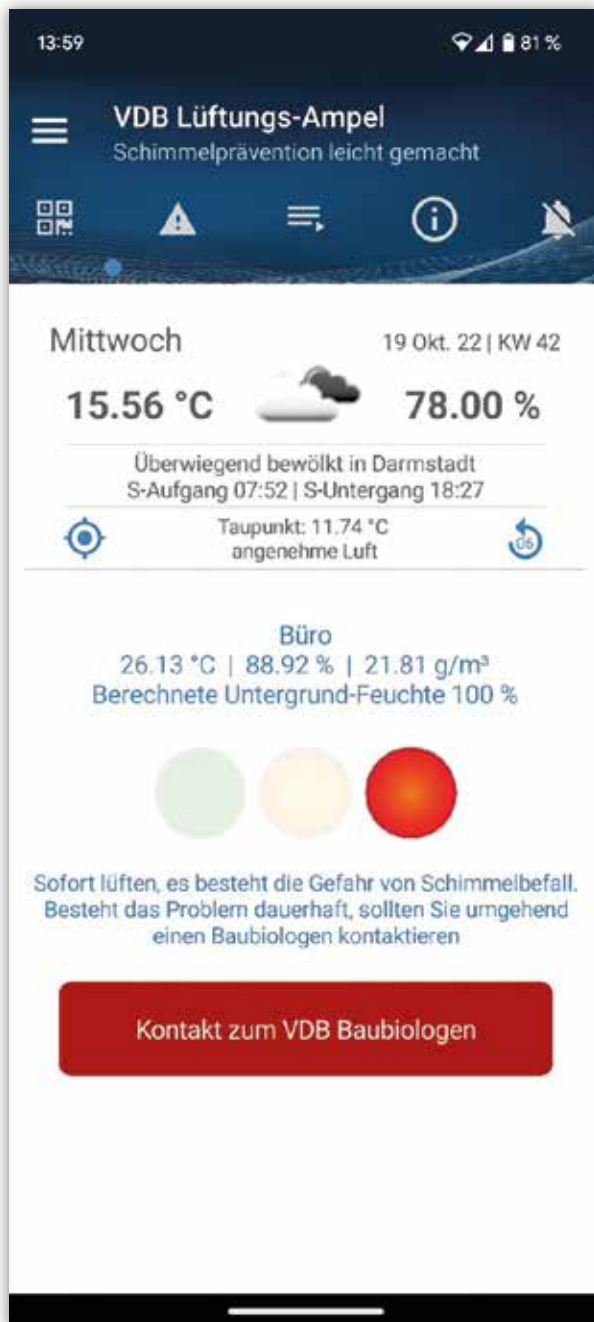 13:59
81 %
VDB Lüftungs-Ampel
Schimmelprävention leicht gemacht
Mittwoch
19 Okt. 22 | KW 42
15.56 °C
78.00 %
Überwiegend bewölkt in Darmstadt
S-Aufgang 07:52 | S-Untergang 18:27
Taupunkt: 11.74 °C
angenehme Luft
06
Büro
26.13 °C | 88.92 % | 21.81 g/m³
Berechnete Untergrund-Feuchte 100 %
Sofort lüften, es besteht die Gefahr von Schimmelbefall.
Besteht das Problem dauerhaft, sollten Sie umgehend
einen Baubiologen kontaktieren
Kontakt zum VDB Baubiologen